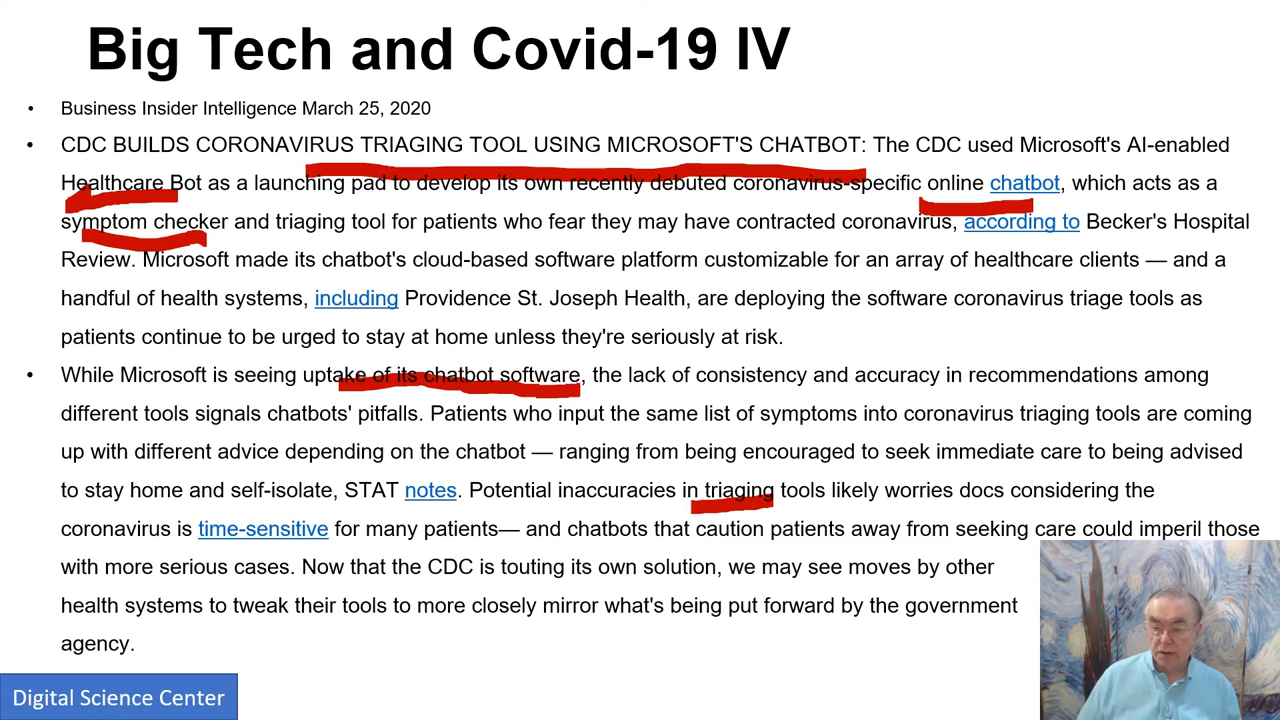 Big Tech and Covid-19 IV
• Business Insider Intelligence March 25, 2020
• CDC BUILDS CORONAVIRUS TRIAGING TOOL USING MICROSOFT'S CHATBOT: The CDC used Microsoft's AI-enabled
Healthcare Bot as a launching pad to develop its own recently debuted coronavirus-specific online chatbot, which acts as a
symptom checker and triaging tool for patients who fear they may have contracted coronavirus, according to Becker's Hospital
Review. Microsoft made its chatbot's cloud-based software platform customizable for an array of healthcare clients — and a
handful of health systems, including Providence St. Joseph Health, are deploying the software coronavirus triage tools as
patients continue to be urged to stay at home unless they're seriously at risk.
• While Microsoft is seeing uptake of its chatbot software, the lack of consistency and accuracy in recommendations among
different tools signals chatbots' pitfalls. Patients who input the same list of symptoms into coronavirus triaging tools are coming
up with different advice depending on the chatbot — ranging from being encouraged to seek immediate care to being advised
to stay home and self-isolate, STAT notes. Potential inaccuracies in triaging tools likely worries docs considering the
coronavirus is time-sensitive for many patients— and chatbots that caution patients away from seeking care could imperil those
with more serious cases. Now that the CDC is touting its own solution, we may see moves by other
health systems to tweak their tools to more closely mirror what's being put forward by the government
agency.
Digital Science Center